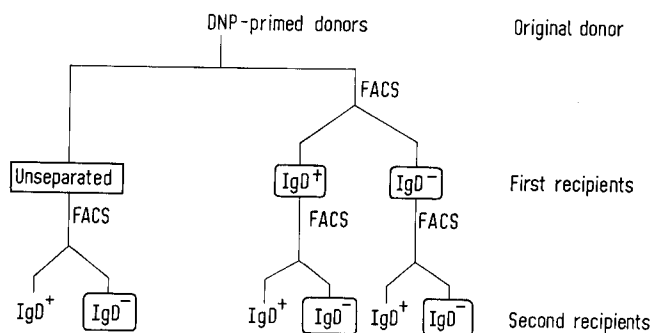 DNP-primed donors Original donor
FACS
Unseparated IgD+ IgD- First recipients
FACS FACS FACS
IgD+ IgD- IgD+ IgD- IgD+ IgD- Second recipients